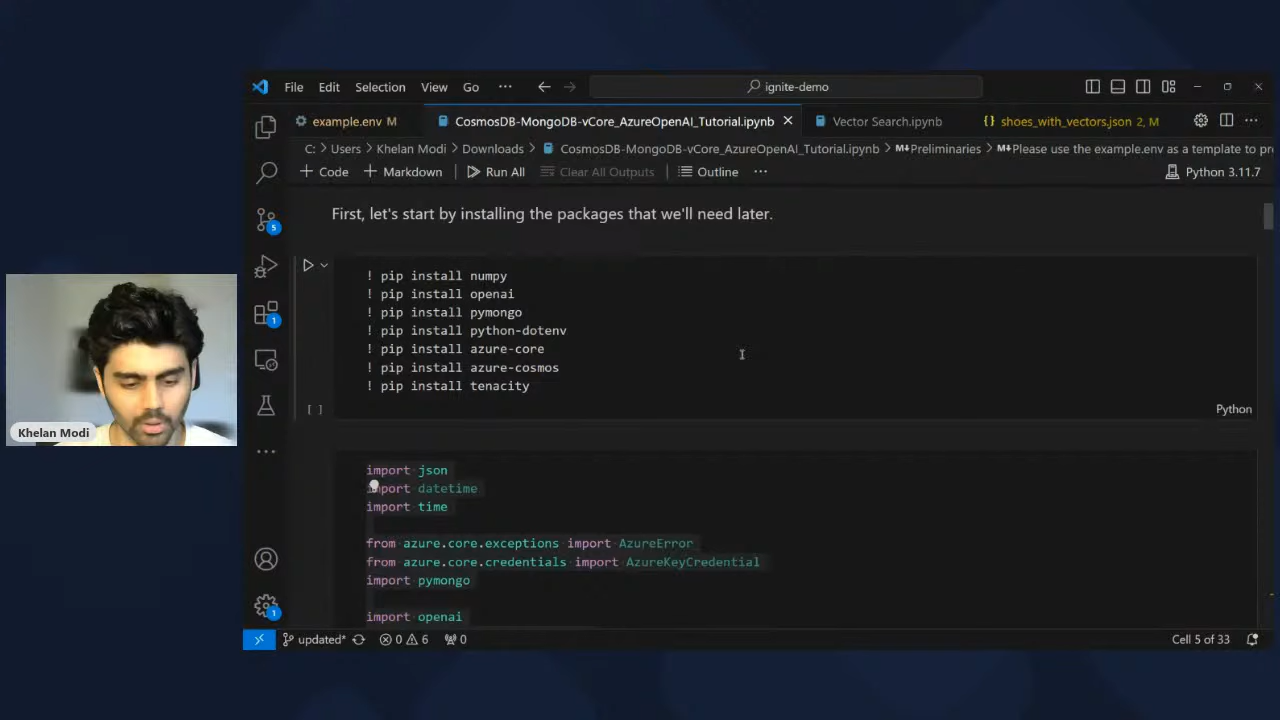 File Edit Selection View Go ··· ignite-demo
example.env M CosmosDB-MongoDB-vCore_AzureOpenAI_Tutorial.ipynb Vector Search.ipynb {} shoes_with_vectors.json 2, M
C: > Users > Khelan Modi > Downloads > CosmosDB-MongoDB-vCore_AzureOpenAI_Tutorial.ipynb > M↓Preliminaries > M↓Please use the example.env as a template to pr
+ Code + Markdown Run All Clear All Outputs Outline ··· Python 3.11.7
First, let's start by installing the packages that we'll need later.
! pip install numpy
! pip install openai
! pip install pymongo
! pip install python-dotenv
! pip install azure-core
! pip install azure-cosmos
! pip install tenacity
[ ] Python
import json
import datetime
import time
from azure.core.exceptions import AzureError
from azure.core.credentials import AzureKeyCredential
import pymongo
import openai
5
1
1
Khelan Modi
updated* 0 6 0 Cell 5 of 33